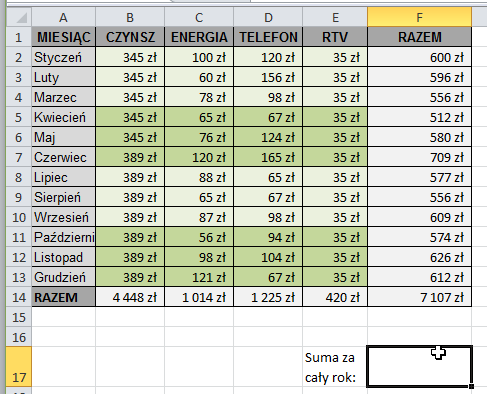 A B C D E F
1 MIESIĄC CZYNSZ ENERGIA TELEFON RTV RAZEM
2 Styczeń 345 zł 100 zł 120 zł 35 zł 600 zł
3 Luty 345 zł 60 zł 156 zł 35 zł 596 zł
4 Marzec 345 zł 78 zł 98 zł 35 zł 556 zł
5 Kwiecień 345 zł 65 zł 67 zł 35 zł 512 zł
6 Maj 345 zł 76 zł 124 zł 35 zł 580 zł
7 Czerwiec 389 zł 120 zł 165 zł 35 zł 709 zł
8 Lipiec 389 zł 88 zł 65 zł 35 zł 577 zł
9 Sierpień 389 zł 65 zł 67 zł 35 zł 556 zł
10 Wrzesień 389 zł 87 zł 98 zł 35 zł 609 zł
11 Październi 389 zł 56 zł 94 zł 35 zł 574 zł
12 Listopad 389 zł 98 zł 104 zł 35 zł 626 zł
13 Grudzień 389 zł 121 zł 67 zł 35 zł 612 zł
14 RAZEM 4 448 zł 1 014 zł 1 225 zł 420 zł 7 107 zł
15
16
Suma za
17 cały rok: